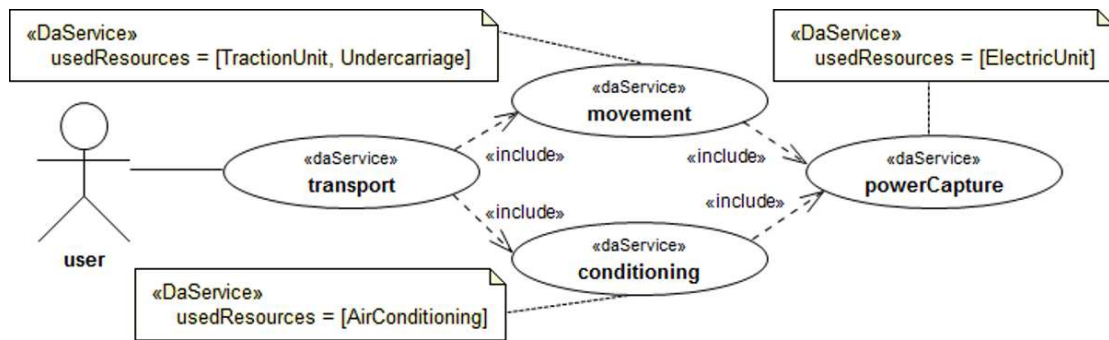 «DaService»
usedResources = [TractionUnit, Undercarriage]
«DaService»
usedResources = [ElectricUnit]
«daService»
movement
«include»
«include»
«daService»
transport
«daService»
powerCapture
«include»
«include»
«daService»
conditioning
user
«DaService»
usedResources = [AirConditioning]